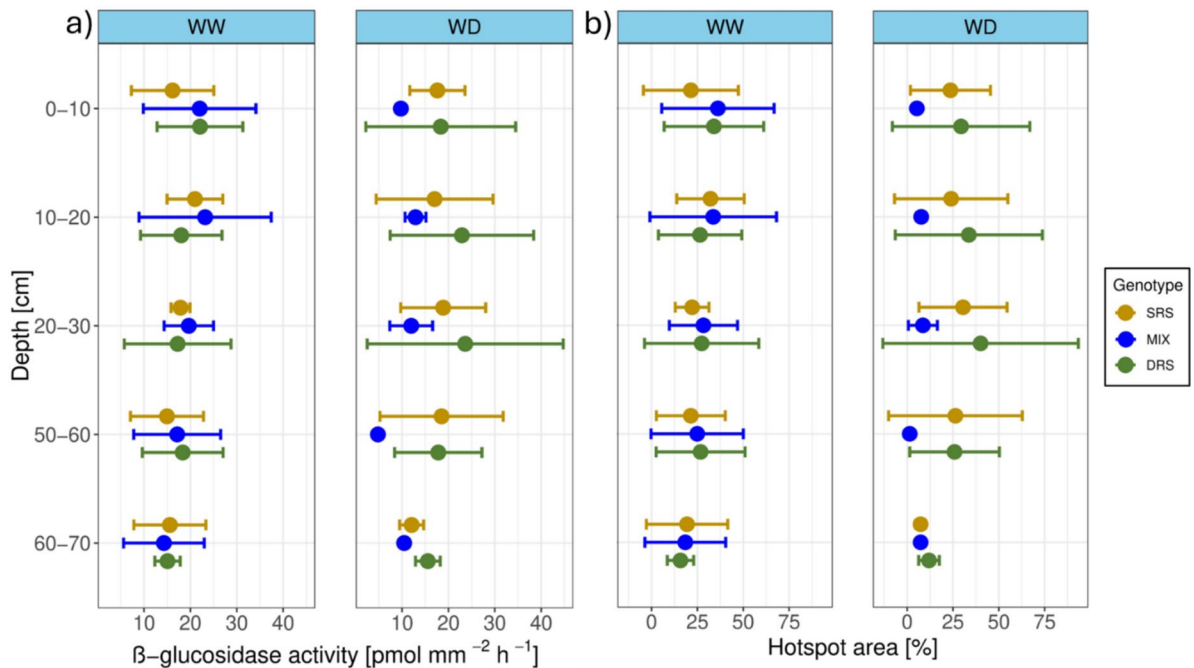 a) WW WD b) WW WD
Depth [cm]
0–10
10–20
20–30
50–60
60–70
10 20 30 40 10 20 30 40 0 25 50 75 0 25 50 75
ß–glucosidase activity [pmol mm −2 h −1] Hotspot area [%]
Genotype
SRS
MIX
DRS